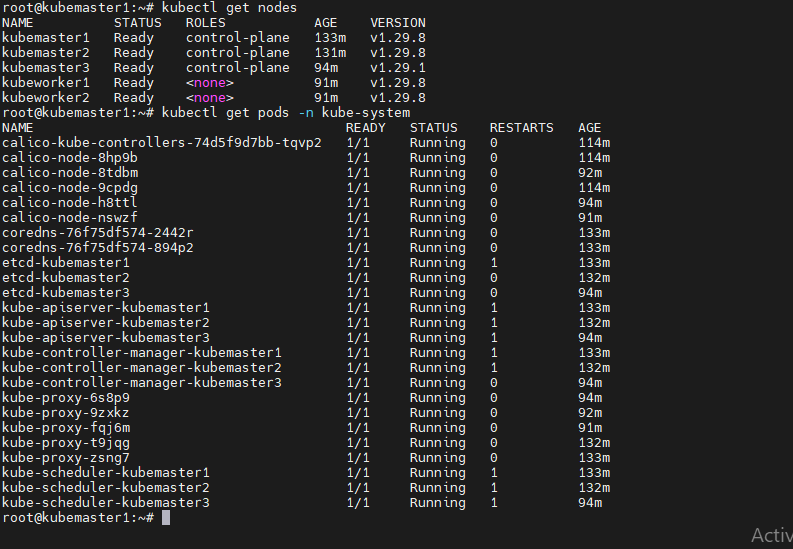 root@kubemaster1:~# kubectl get nodes
NAME STATUS ROLES AGE VERSION
kubemaster1 Ready control-plane 133m v1.29.8
kubemaster2 Ready control-plane 131m v1.29.8
kubemaster3 Ready control-plane 94m v1.29.1
kubeworker1 Ready <none> 91m v1.29.8
kubeworker2 Ready <none> 91m v1.29.8
root@kubemaster1:~# kubectl get pods -n kube-system
NAME READY STATUS RESTARTS AGE
calico-kube-controllers-74d5f9d7bb-tqvp2 1/1 Running 0 114m
calico-node-8hp9b 1/1 Running 0 114m
calico-node-8tdbm 1/1 Running 0 92m
calico-node-9cpdg 1/1 Running 0 114m
calico-node-h8ttl 1/1 Running 0 94m
calico-node-nswzf 1/1 Running 0 91m
coredns-76f75df574-2442r 1/1 Running 0 133m
coredns-76f75df574-894p2 1/1 Running 0 133m
etcd-kubemaster1 1/1 Running 1 133m
etcd-kubemaster2 1/1 Running 0 132m
etcd-kubemaster3 1/1 Running 0 94m
kube-apiserver-kubemaster1 1/1 Running 1 133m
kube-apiserver-kubemaster2 1/1 Running 1 132m
kube-apiserver-kubemaster3 1/1 Running 1 94m
kube-controller-manager-kubemaster1 1/1 Running 1 133m
kube-controller-manager-kubemaster2 1/1 Running 1 132m
kube-controller-manager-kubemaster3 1/1 Running 0 94m
kube-proxy-6s8p9 1/1 Running 0 94m
kube-proxy-9zxkz 1/1 Running 0 92m
kube-proxy-fqj6m 1/1 Running 0 91m
kube-proxy-t9jqg 1/1 Running 0 132m
kube-proxy-zsng7 1/1 Running 0 133m
kube-scheduler-kubemaster1 1/1 Running 1 133m
kube-scheduler-kubemaster2 1/1 Running 1 132m
kube-scheduler-kubemaster3 1/1 Running 1 94m
root@kubemaster1:~#
Activ